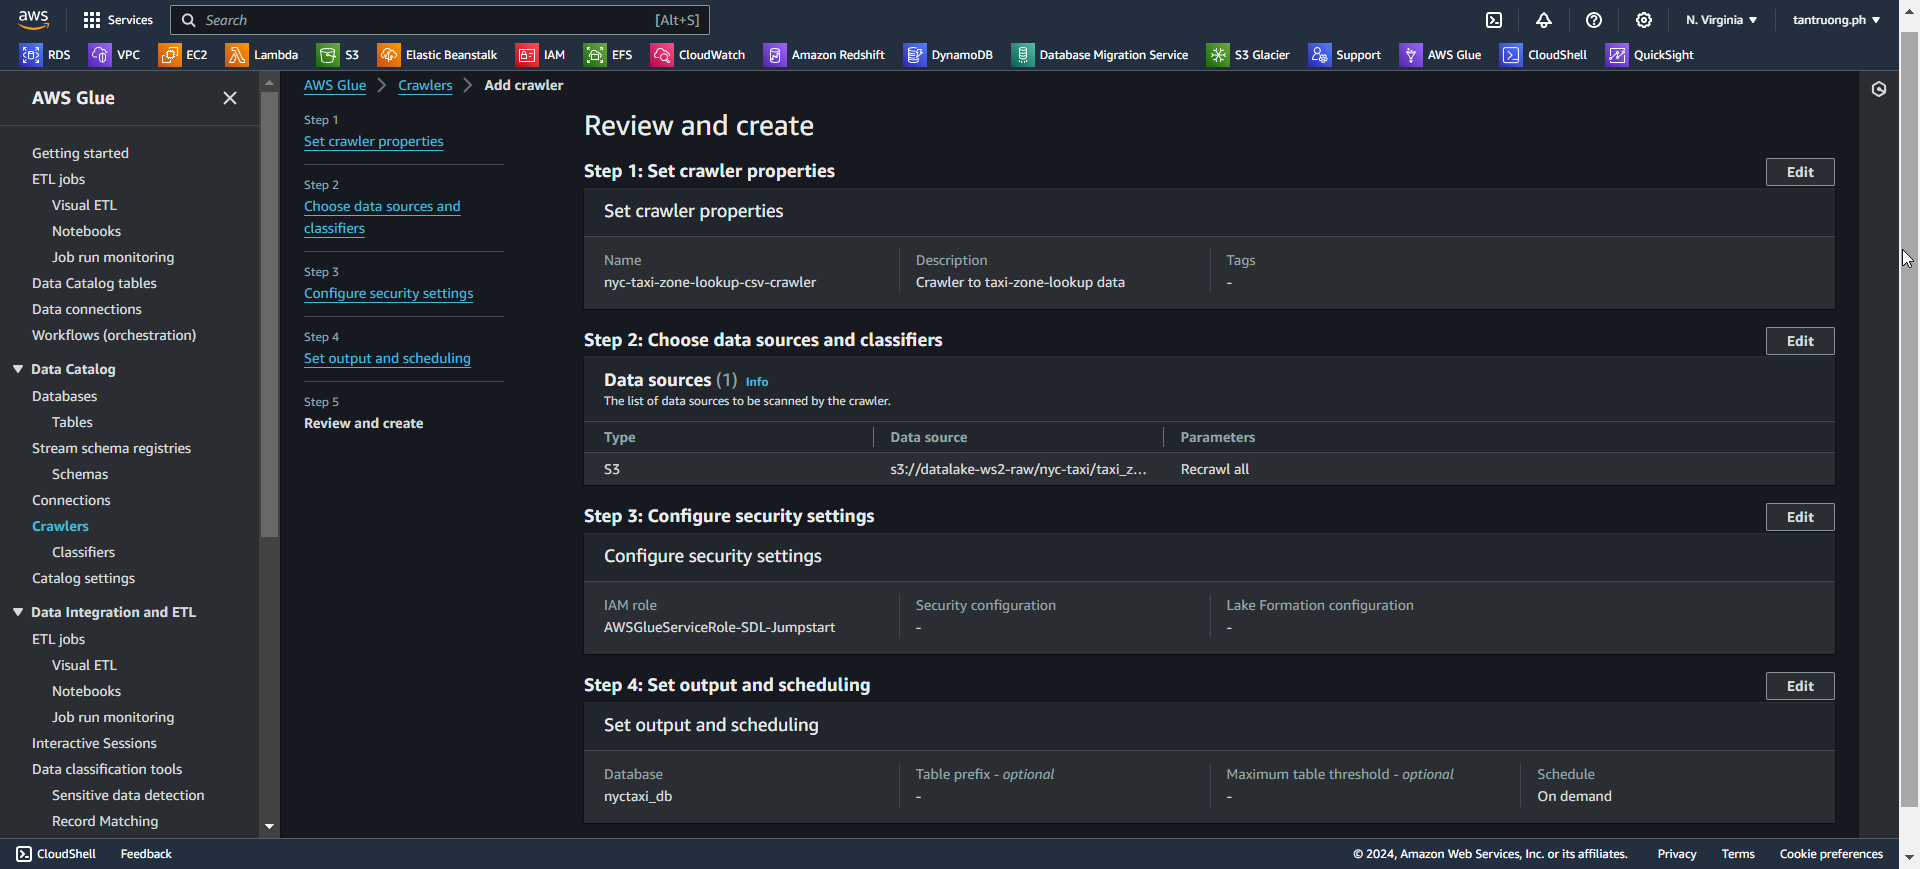 aws
Services
Search
[Alt+S]
N. Virginia
tantruong.ph
RDS
VPC
EC2
Lambda
S3
Elastic Beanstalk
IAM
EFS
CloudWatch
Amazon Redshift
DynamoDB
Database Migration Service
S3 Glacier
Support
AWS Glue
CloudShell
QuickSight
AWS Glue
Getting started
ETL jobs
Visual ETL
Notebooks
Job run monitoring
Data Catalog tables
Data connections
Workflows (orchestration)
Data Catalog
Databases
Tables
Stream schema registries
Schemas
Connections
Crawlers
Classifiers
Catalog settings
Data Integration and ETL
ETL jobs
Visual ETL
Notebooks
Job run monitoring
Interactive Sessions
Data classification tools
Sensitive data detection
Record Matching
AWS Glue
Crawlers
Add crawler
Step 1
Set crawler properties
Step 2
Choose data sources and
classifiers
Step 3
Configure security settings
Step 4
Set output and scheduling
Step 5
Review and create
Review and create
Step 1: Set crawler properties
Edit
Set crawler properties
Name
nyc-taxi-zone-lookup-csv-crawler
Description
Crawler to taxi-zone-lookup data
Tags
-
Step 2: Choose data sources and classifiers
Edit
Data sources (1) Info
The list of data sources to be scanned by the crawler.
Type
Data source
Parameters
S3
s3://datalake-ws2-raw/nyc-taxi/taxi_z...
Recrawl all
Step 3: Configure security settings
Edit
Configure security settings
IAM role
AWSGlueServiceRole-SDL-Jumpstart
Security configuration
-
Lake Formation configuration
-
Step 4: Set output and scheduling
Edit
Set output and scheduling
Database
nyctaxi_db
Table prefix - optional
-
Maximum table threshold - optional
-
Schedule
On demand
CloudShell
Feedback
© 2024, Amazon Web Services, Inc. or its affiliates.
Privacy
Terms
Cookie preferences